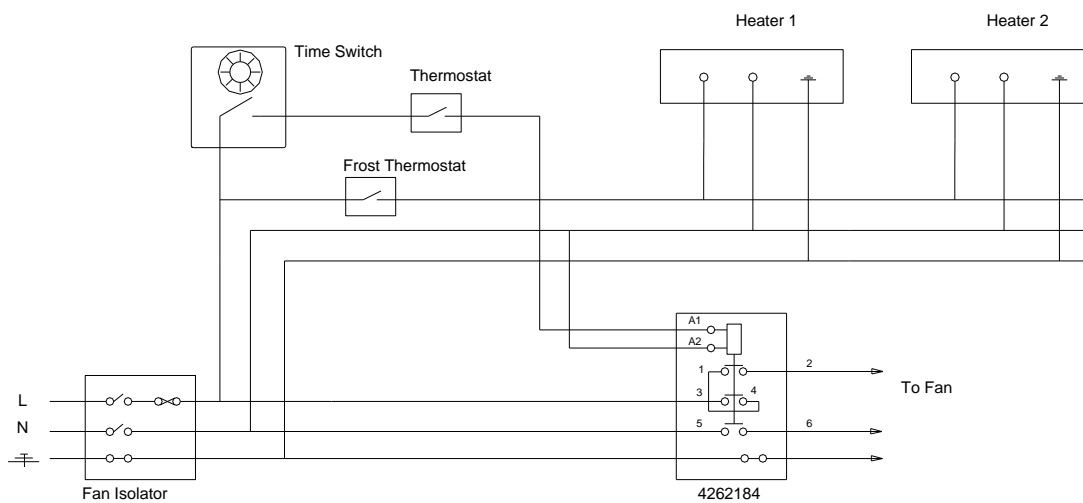 Heater 1
Heater 2
Time Switch
Thermostat
Frost Thermostat
A1
A2
1
2
3
4
To Fan
L
N
5
6
Fan Isolator
4262184